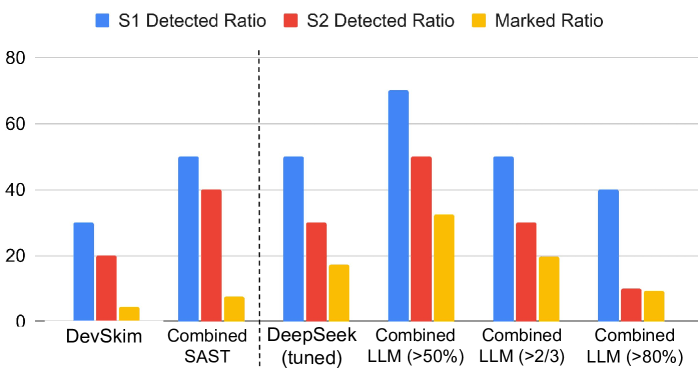 S1 Detected Ratio S2 Detected Ratio Marked Ratio
80
60
40
20
0
DevSkim
Combined
SAST
DeepSeek
(tuned)
Combined
LLM (>50%)
Combined
LLM (>2/3)
Combined
LLM (>80%)